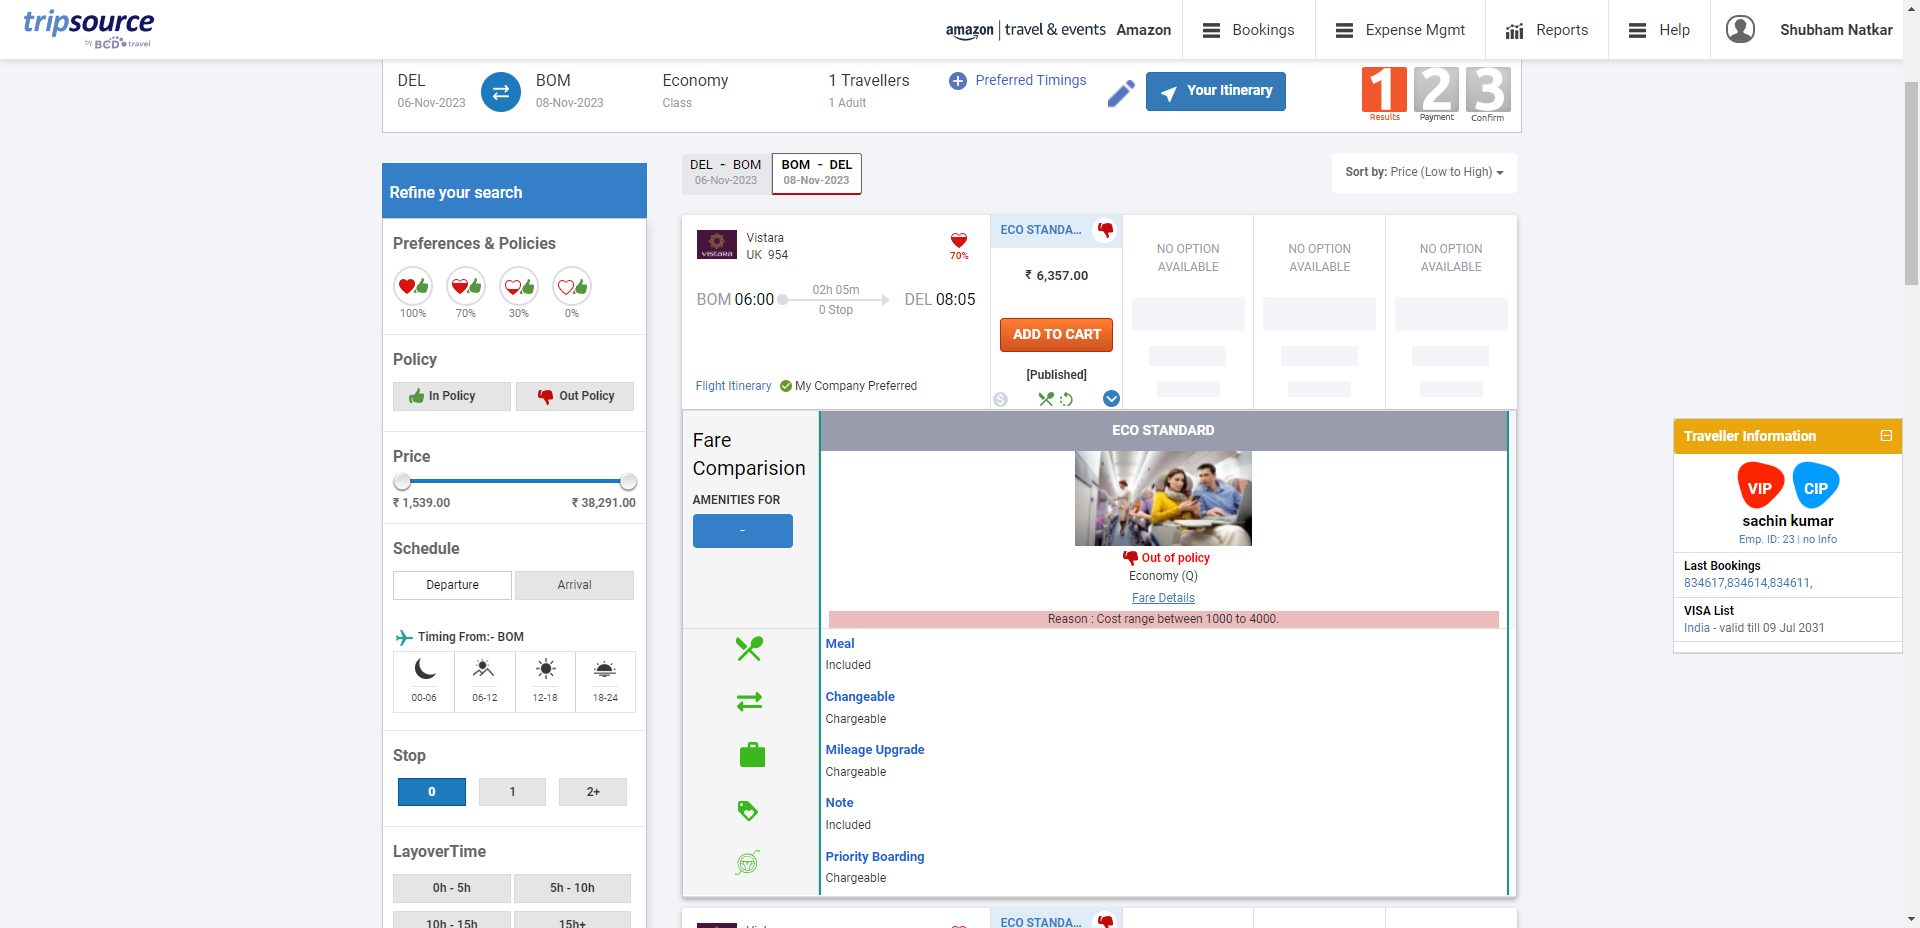 tripsource
by BCD travel
amazon | travel & events Amazon
Bookings
Expense Mgmt
Reports
Help
Shubham Natkar
DEL
06-Nov-2023
BOM
08-Nov-2023
Economy
Class
1 Travellers
1 Adult
Preferred Timings
Your Itinerary
1 2 3
Results Payment Confirm
Refine your search
Preferences & Policies
100% 70% 30% 0%
Policy
In Policy Out Policy
Price
₹ 1,539.00 ₹ 38,291.00
Schedule
Departure Arrival
Timing From:- BOM
00-06 06-12 12-18 18-24
Stop
0 1 2+
LayoverTime
0h - 5h 5h - 10h
10h - 15h 15h+
DEL - BOM
06-Nov-2023
BOM - DEL
08-Nov-2023
Sort by: Price (Low to High)
VISTARA
Vistara
UK 954
70%
BOM 06:00
02h 05m
0 Stop
DEL 08:05
Flight Itinerary My Company Preferred
ECO STANDA...
₹ 6,357.00
ADD TO CART
[Published]
NO OPTION
AVAILABLE
NO OPTION
AVAILABLE
NO OPTION
AVAILABLE
Fare
Comparision
AMENITIES FOR
-
ECO STANDARD
Out of policy
Economy (Q)
Fare Details
Reason : Cost range between 1000 to 4000.
Meal
Included
Changeable
Chargeable
Mileage Upgrade
Chargeable
Note
Included
Priority Boarding
Chargeable
ECO STANDA...
Traveller Information
VIP CIP
sachin kumar
Emp. ID: 23 | no Info
Last Bookings
834617,834614,834611,
VISA List
India - valid till 09 Jul 2031